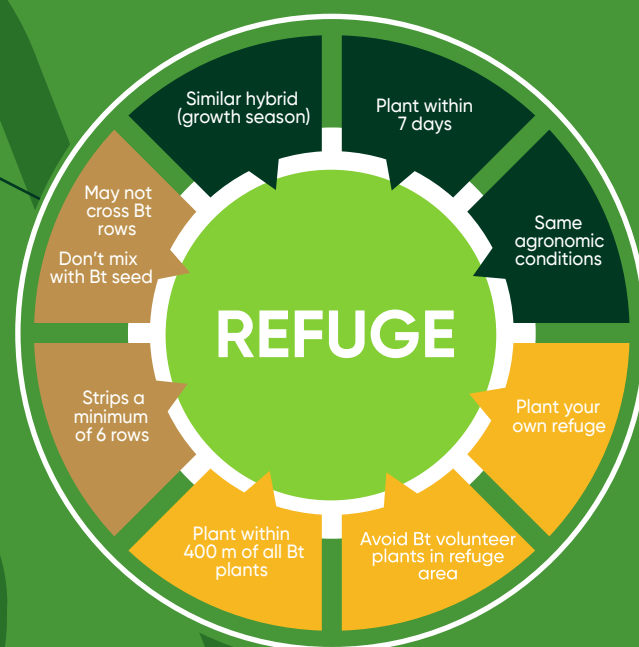 Similar hybrid
(growth season)
Plant within
7 days
Same
agronomic
conditions
Plant your
own refuge
Avoid Bt volunteer
plants in refuge
area
Plant within
400 m of all Bt
plants
Strips a
minimum
of 6 rows
May not
cross Bt
rows
Don't mix
with Bt seed
REFUGE